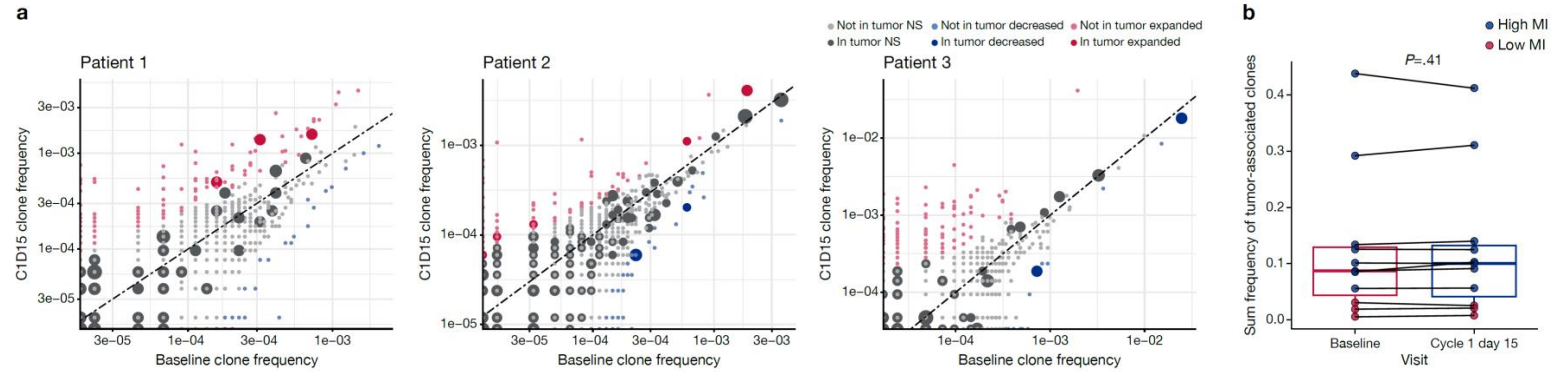 a
Not in tumor NS Not in tumor decreased Not in tumor expanded
In tumor NS In tumor decreased In tumor expanded
Patient 1
3e-03
1e-03
3e-04
1e-04
3e-05
C1D15 clone frequency
3e-05 1e-04 3e-04 1e-03
Baseline clone frequency
Patient 2
1e-03
1e-04
1e-05
C1D15 clone frequency
3e-05 1e-04 3e-04 1e-03 3e-03
Baseline clone frequency
Patient 3
1e-02
1e-03
1e-04
C1D15 clone frequency
1e-04 1e-03 1e-02
Baseline clone frequency
b
High MI
Low MI
P=.41
0.4
0.3
0.2
0.1
0.0
Sum frequency of tumor-associated clones
Baseline Cycle 1 day 15
Visit